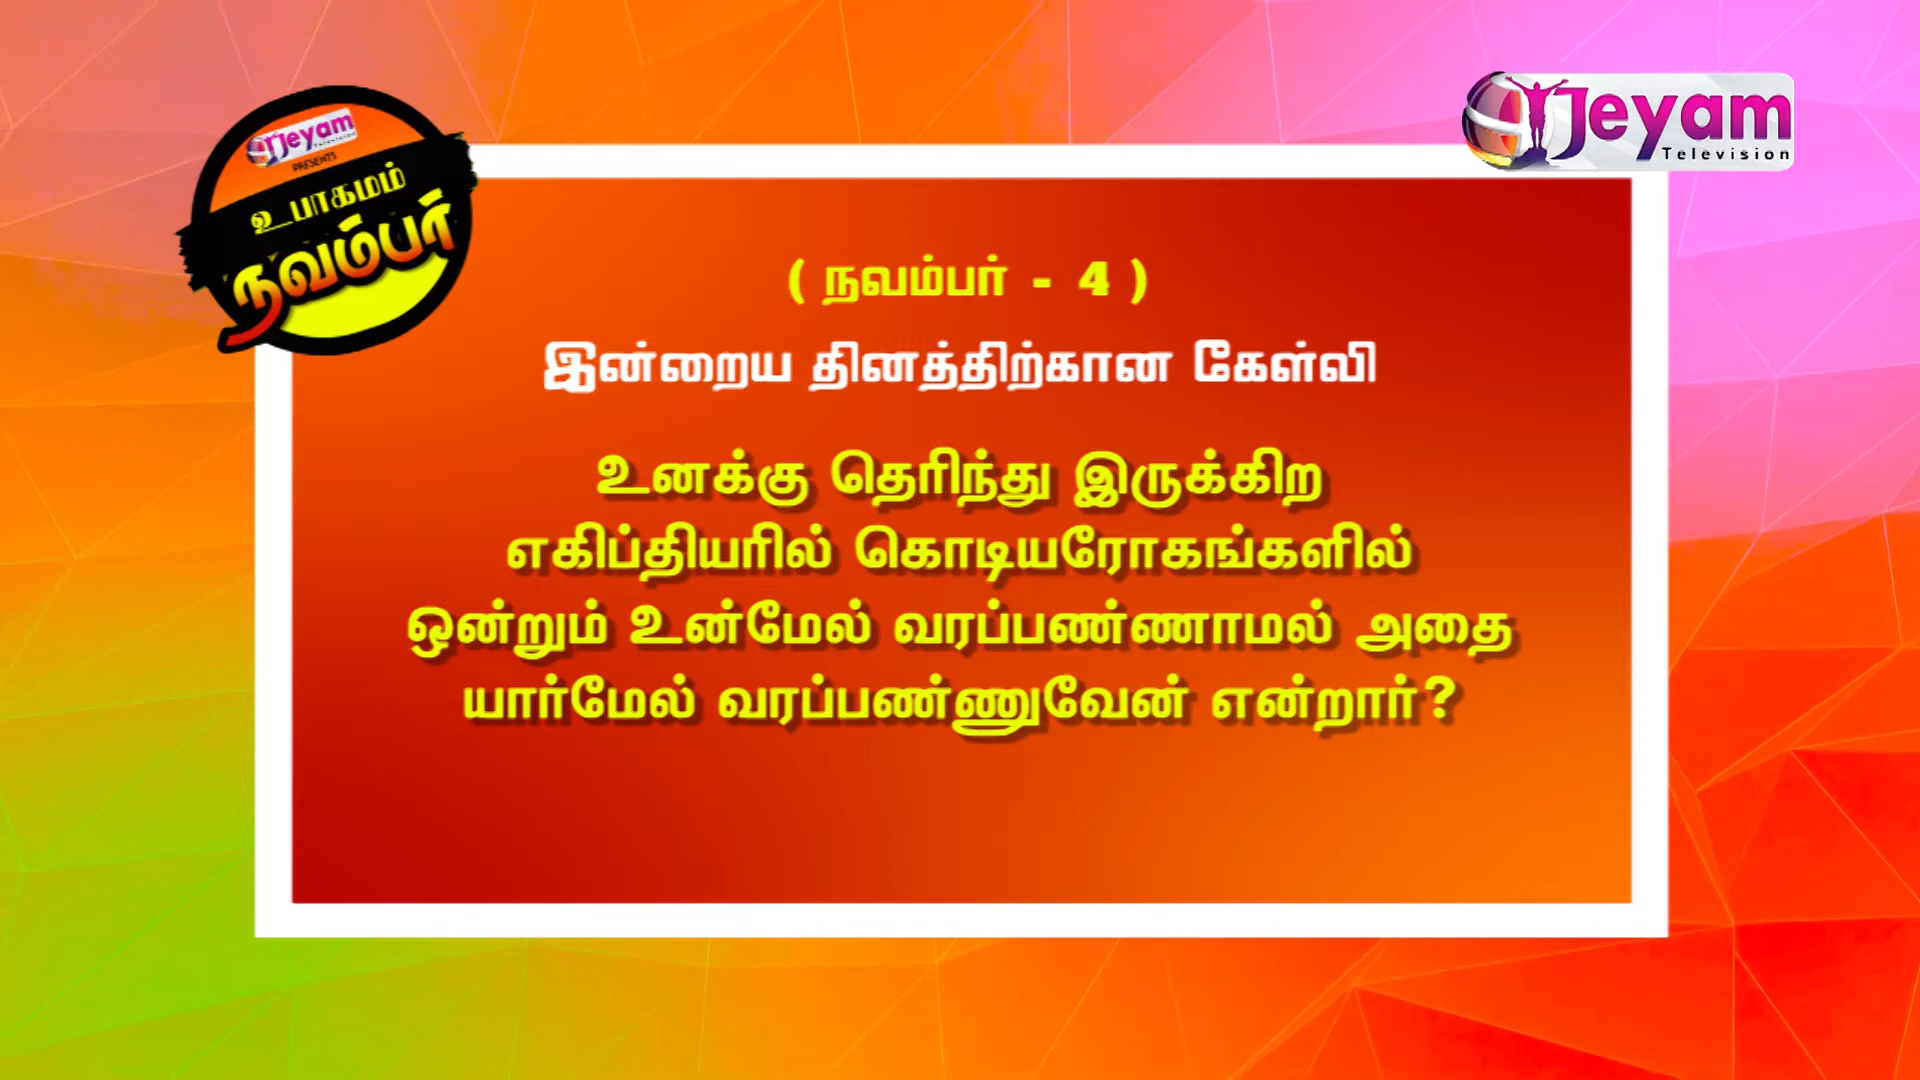 Jeyam
Television
Jeyam
Television
PRESENTS
உபாகமம்
நவம்பர்
( நவம்பர் - 4 )
இன்றைய தினத்திற்கான கேள்வி
உனக்கு தெரிந்து இருக்கிற
எகிப்தியரில் கொடியரோகங்களில்
ஒன்றும் உன்மேல் வரப்பண்ணாமல் அதை
யார்மேல் வரப்பண்ணுவேன் என்றார்?